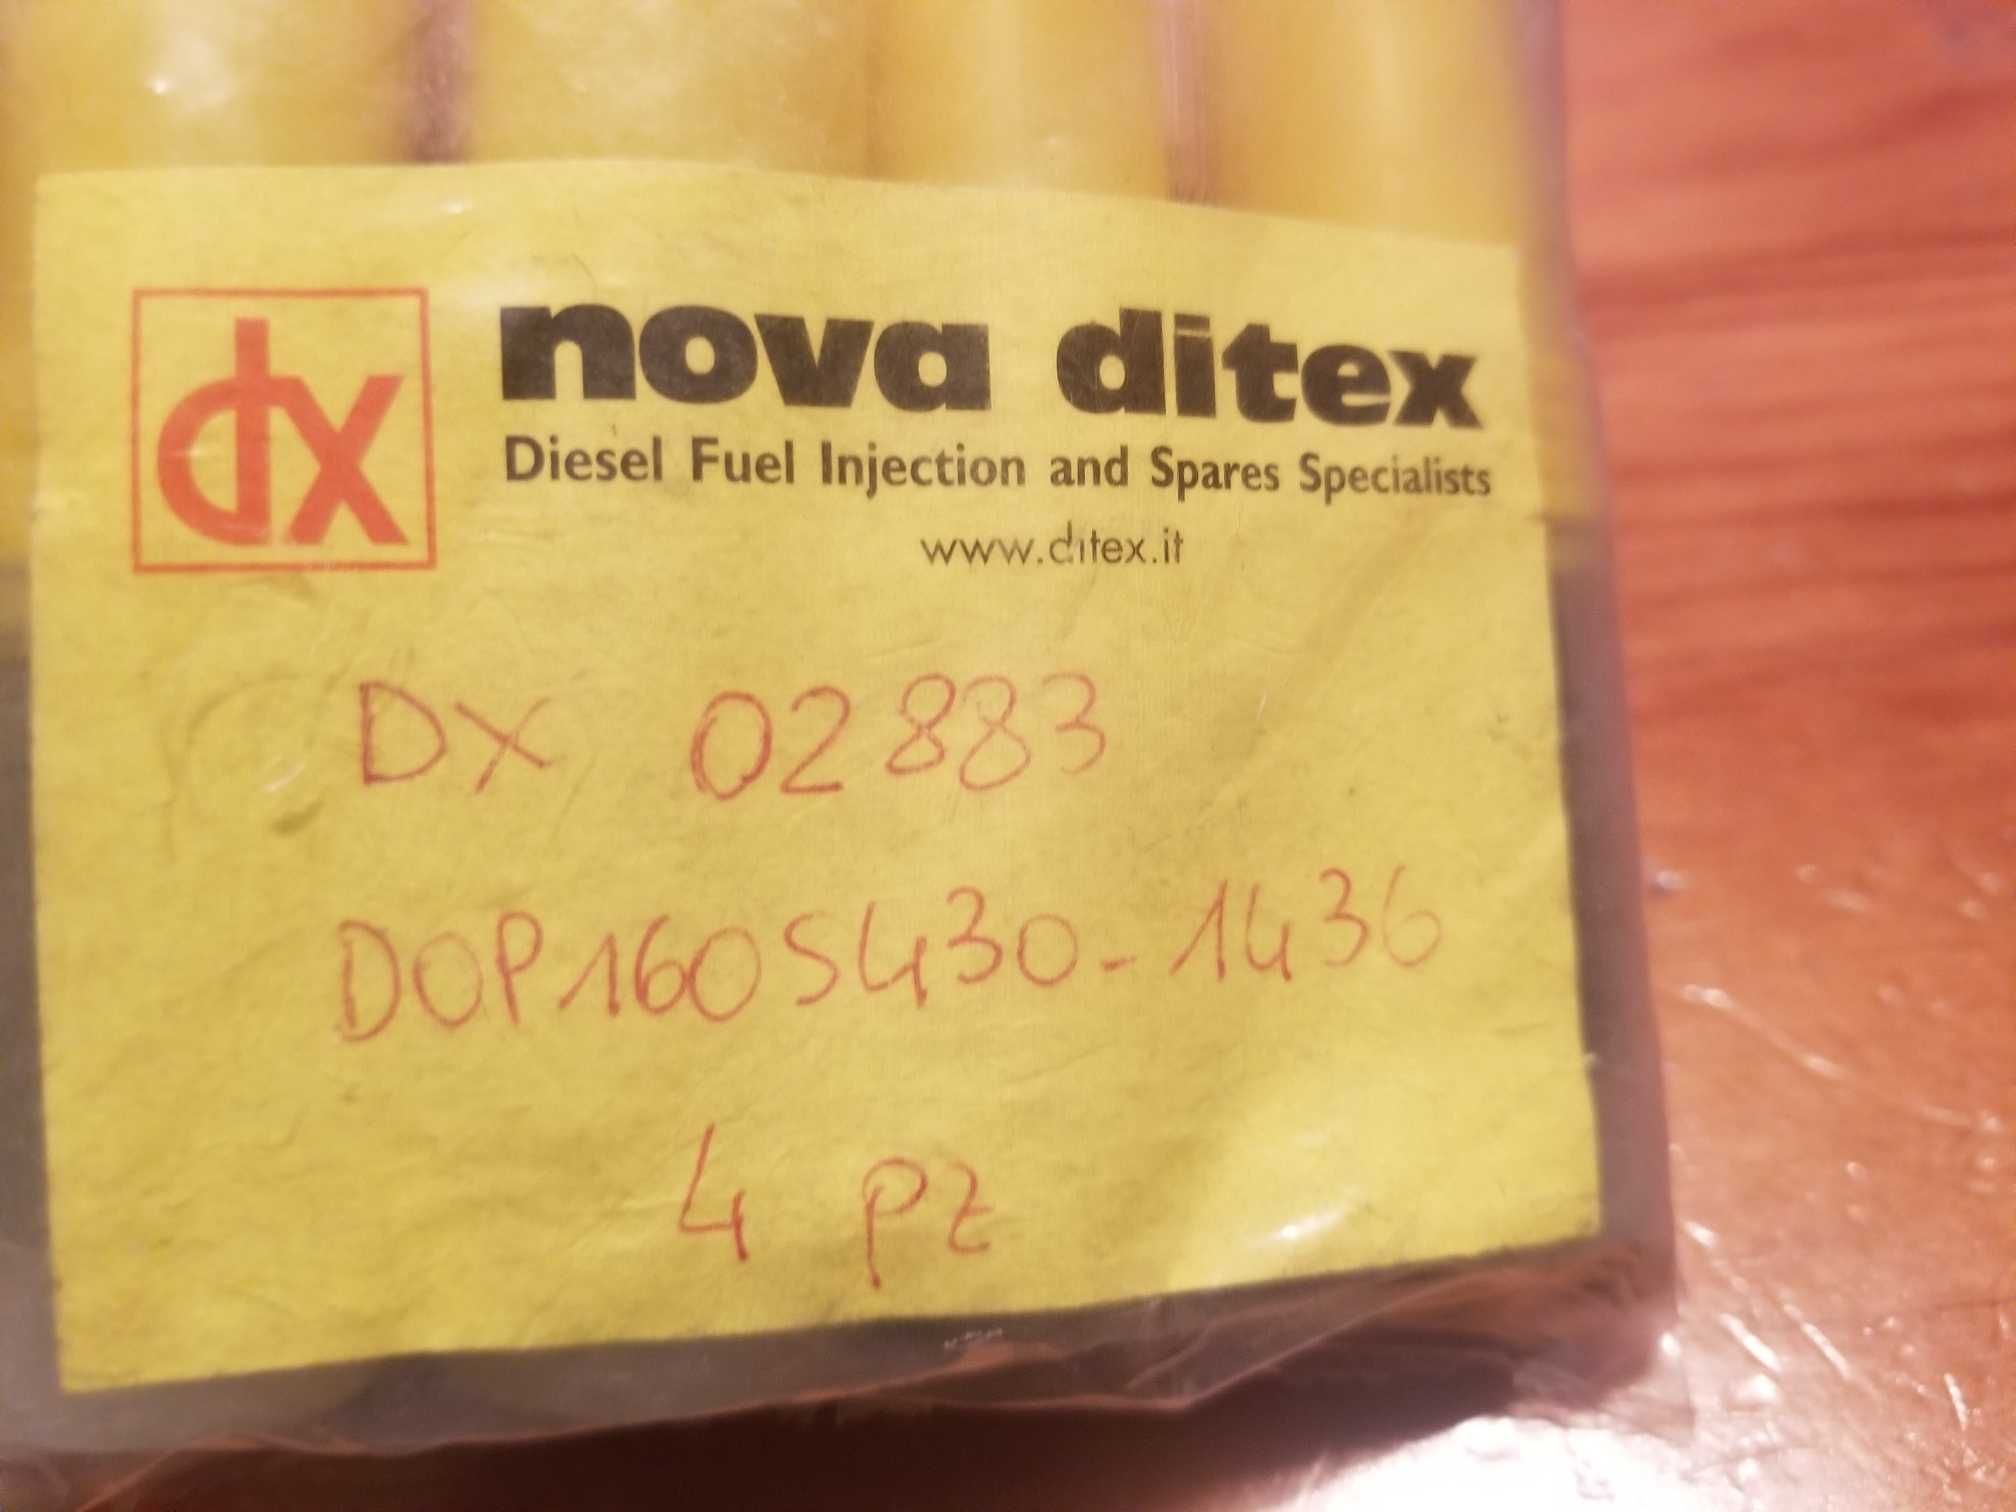 dx
nova ditex
Diesel Fuel Injection and Spares Specialists
www.ditex.it
DX 02883
DOP160S430-1436
4 pz